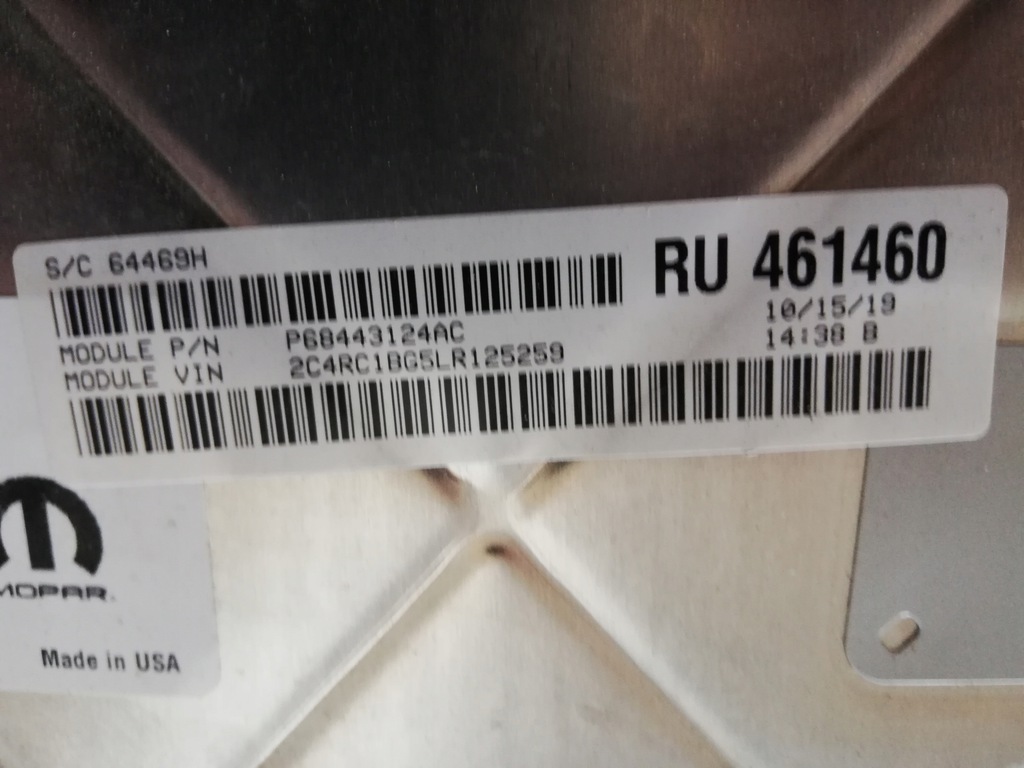 S/C 64469H
RU 461460
10/15/19
14:38 B
MODULE P/N P68443124AC
MODULE VIN 2C4RC1BG5LR125259
MOPAR.
Made in USA